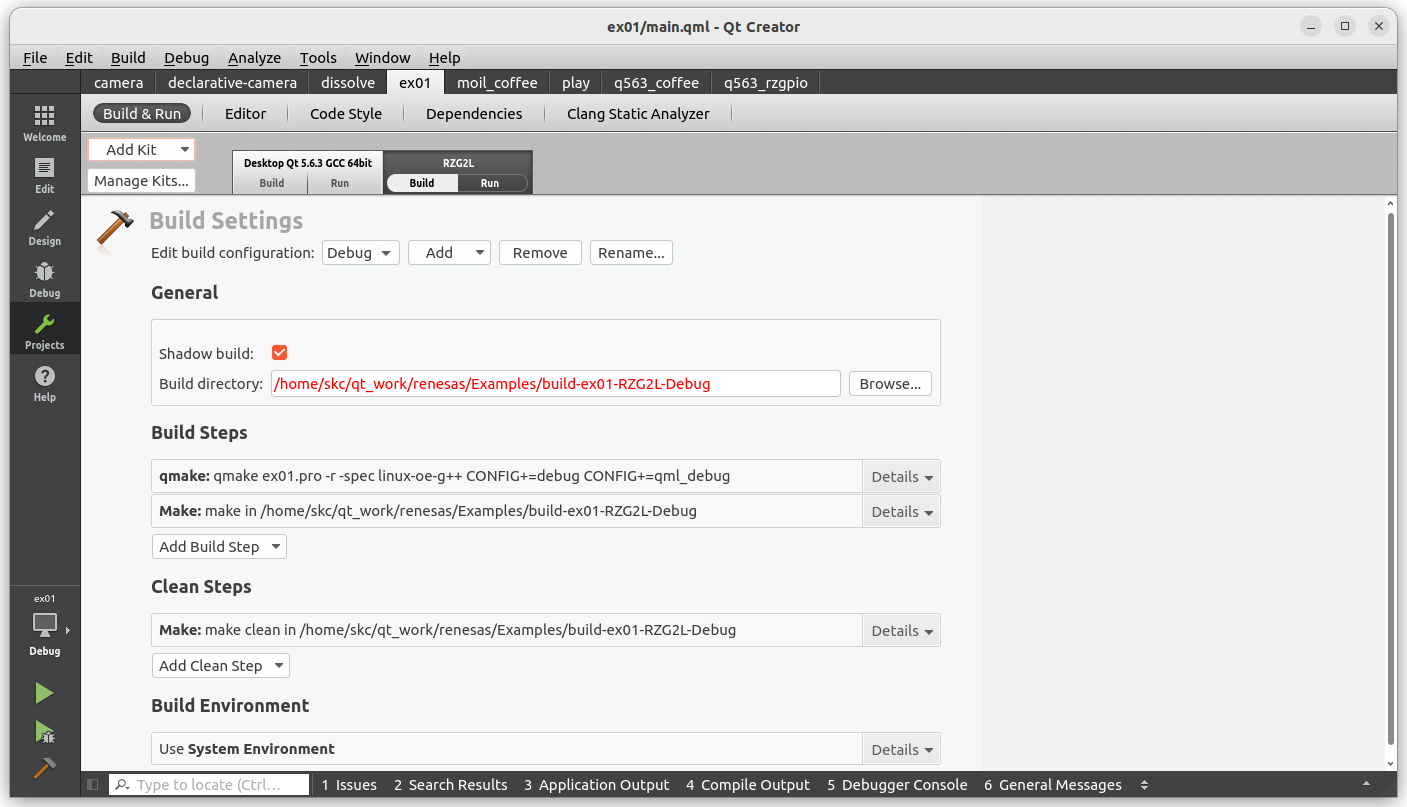 ex01/main.qml - Qt Creator
File Edit Build Debug Analyze Tools Window Help
camera declarative-camera dissolve ex01 moil_coffee play q563_coffee q563_rzgpio
Welcome
Edit
Design
Debug
Projects
Help
ex01
Debug
Build & Run Editor Code Style Dependencies Clang Static Analyzer
Add Kit
Manage Kits...
Desktop Qt 5.6.3 GCC 64bit
Build Run
RZG2L
Build Run
Build Settings
Edit build configuration: Debug Add Remove Rename...
General
Shadow build:
Build directory: /home/skc/qt_work/renesas/Examples/build-ex01-RZG2L-Debug Browse...
Build Steps
qmake: qmake ex01.pro -r -spec linux-oe-g++ CONFIG+=debug CONFIG+=qml_debug Details
Make: make in /home/skc/qt_work/renesas/Examples/build-ex01-RZG2L-Debug Details
Add Build Step
Clean Steps
Make: make clean in /home/skc/qt_work/renesas/Examples/build-ex01-RZG2L-Debug Details
Add Clean Step
Build Environment
Use System Environment Details
Type to locate (Ctrl... 1 Issues 2 Search Results 3 Application Output 4 Compile Output 5 Debugger Console 6 General Messages